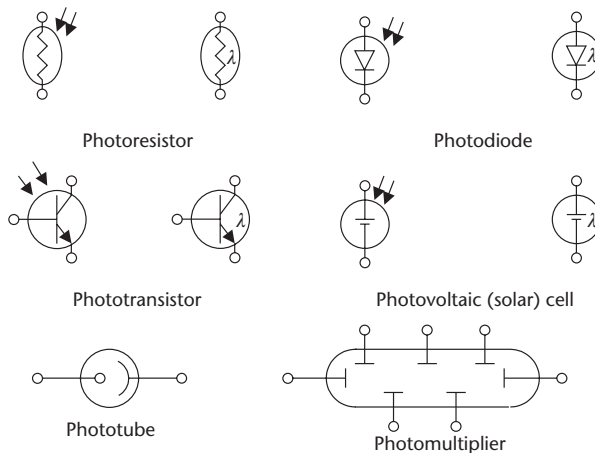 λ λ
Photoresistor Photodiode
λ λ
Phototransistor Photovoltaic (solar) cell
Phototube
Photomultiplier